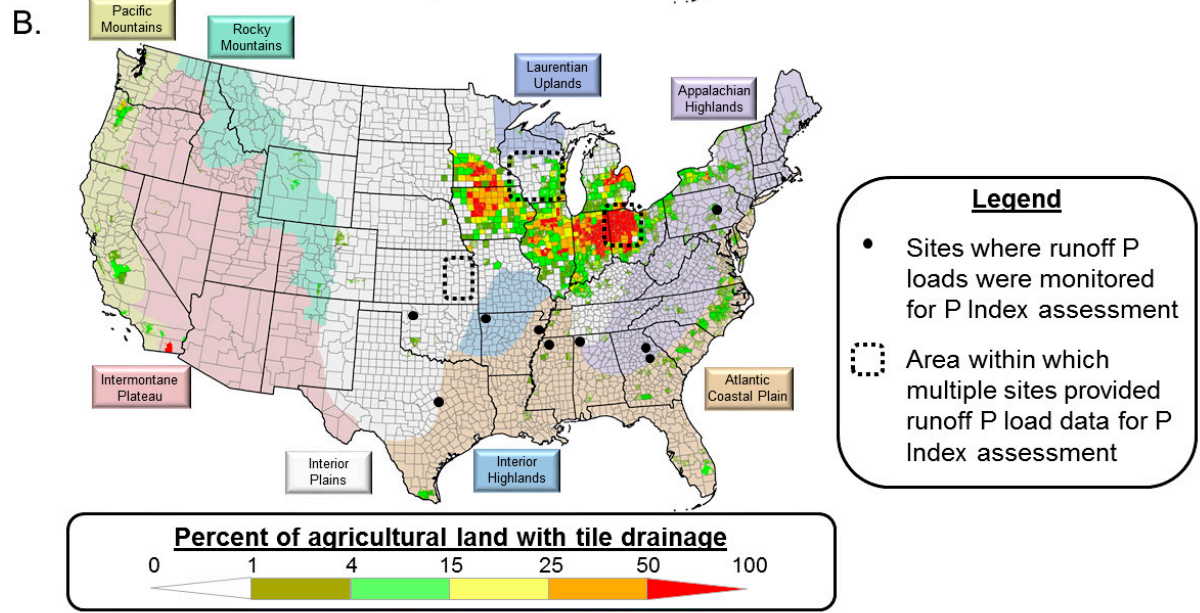 B.
Pacific
Mountains
Rocky
Mountains
Laurentian
Uplands
Appalachian
Highlands
Intermontane
Plateau
Interior
Plains
Interior
Highlands
Atlantic
Coastal Plain
Legend
Sites where runoff P
loads were monitored
for P Index assessment
Area within which
multiple sites provided
runoff P load data for P
Index assessment
Percent of agricultural land with tile drainage
0 1 4 15 25 50 100